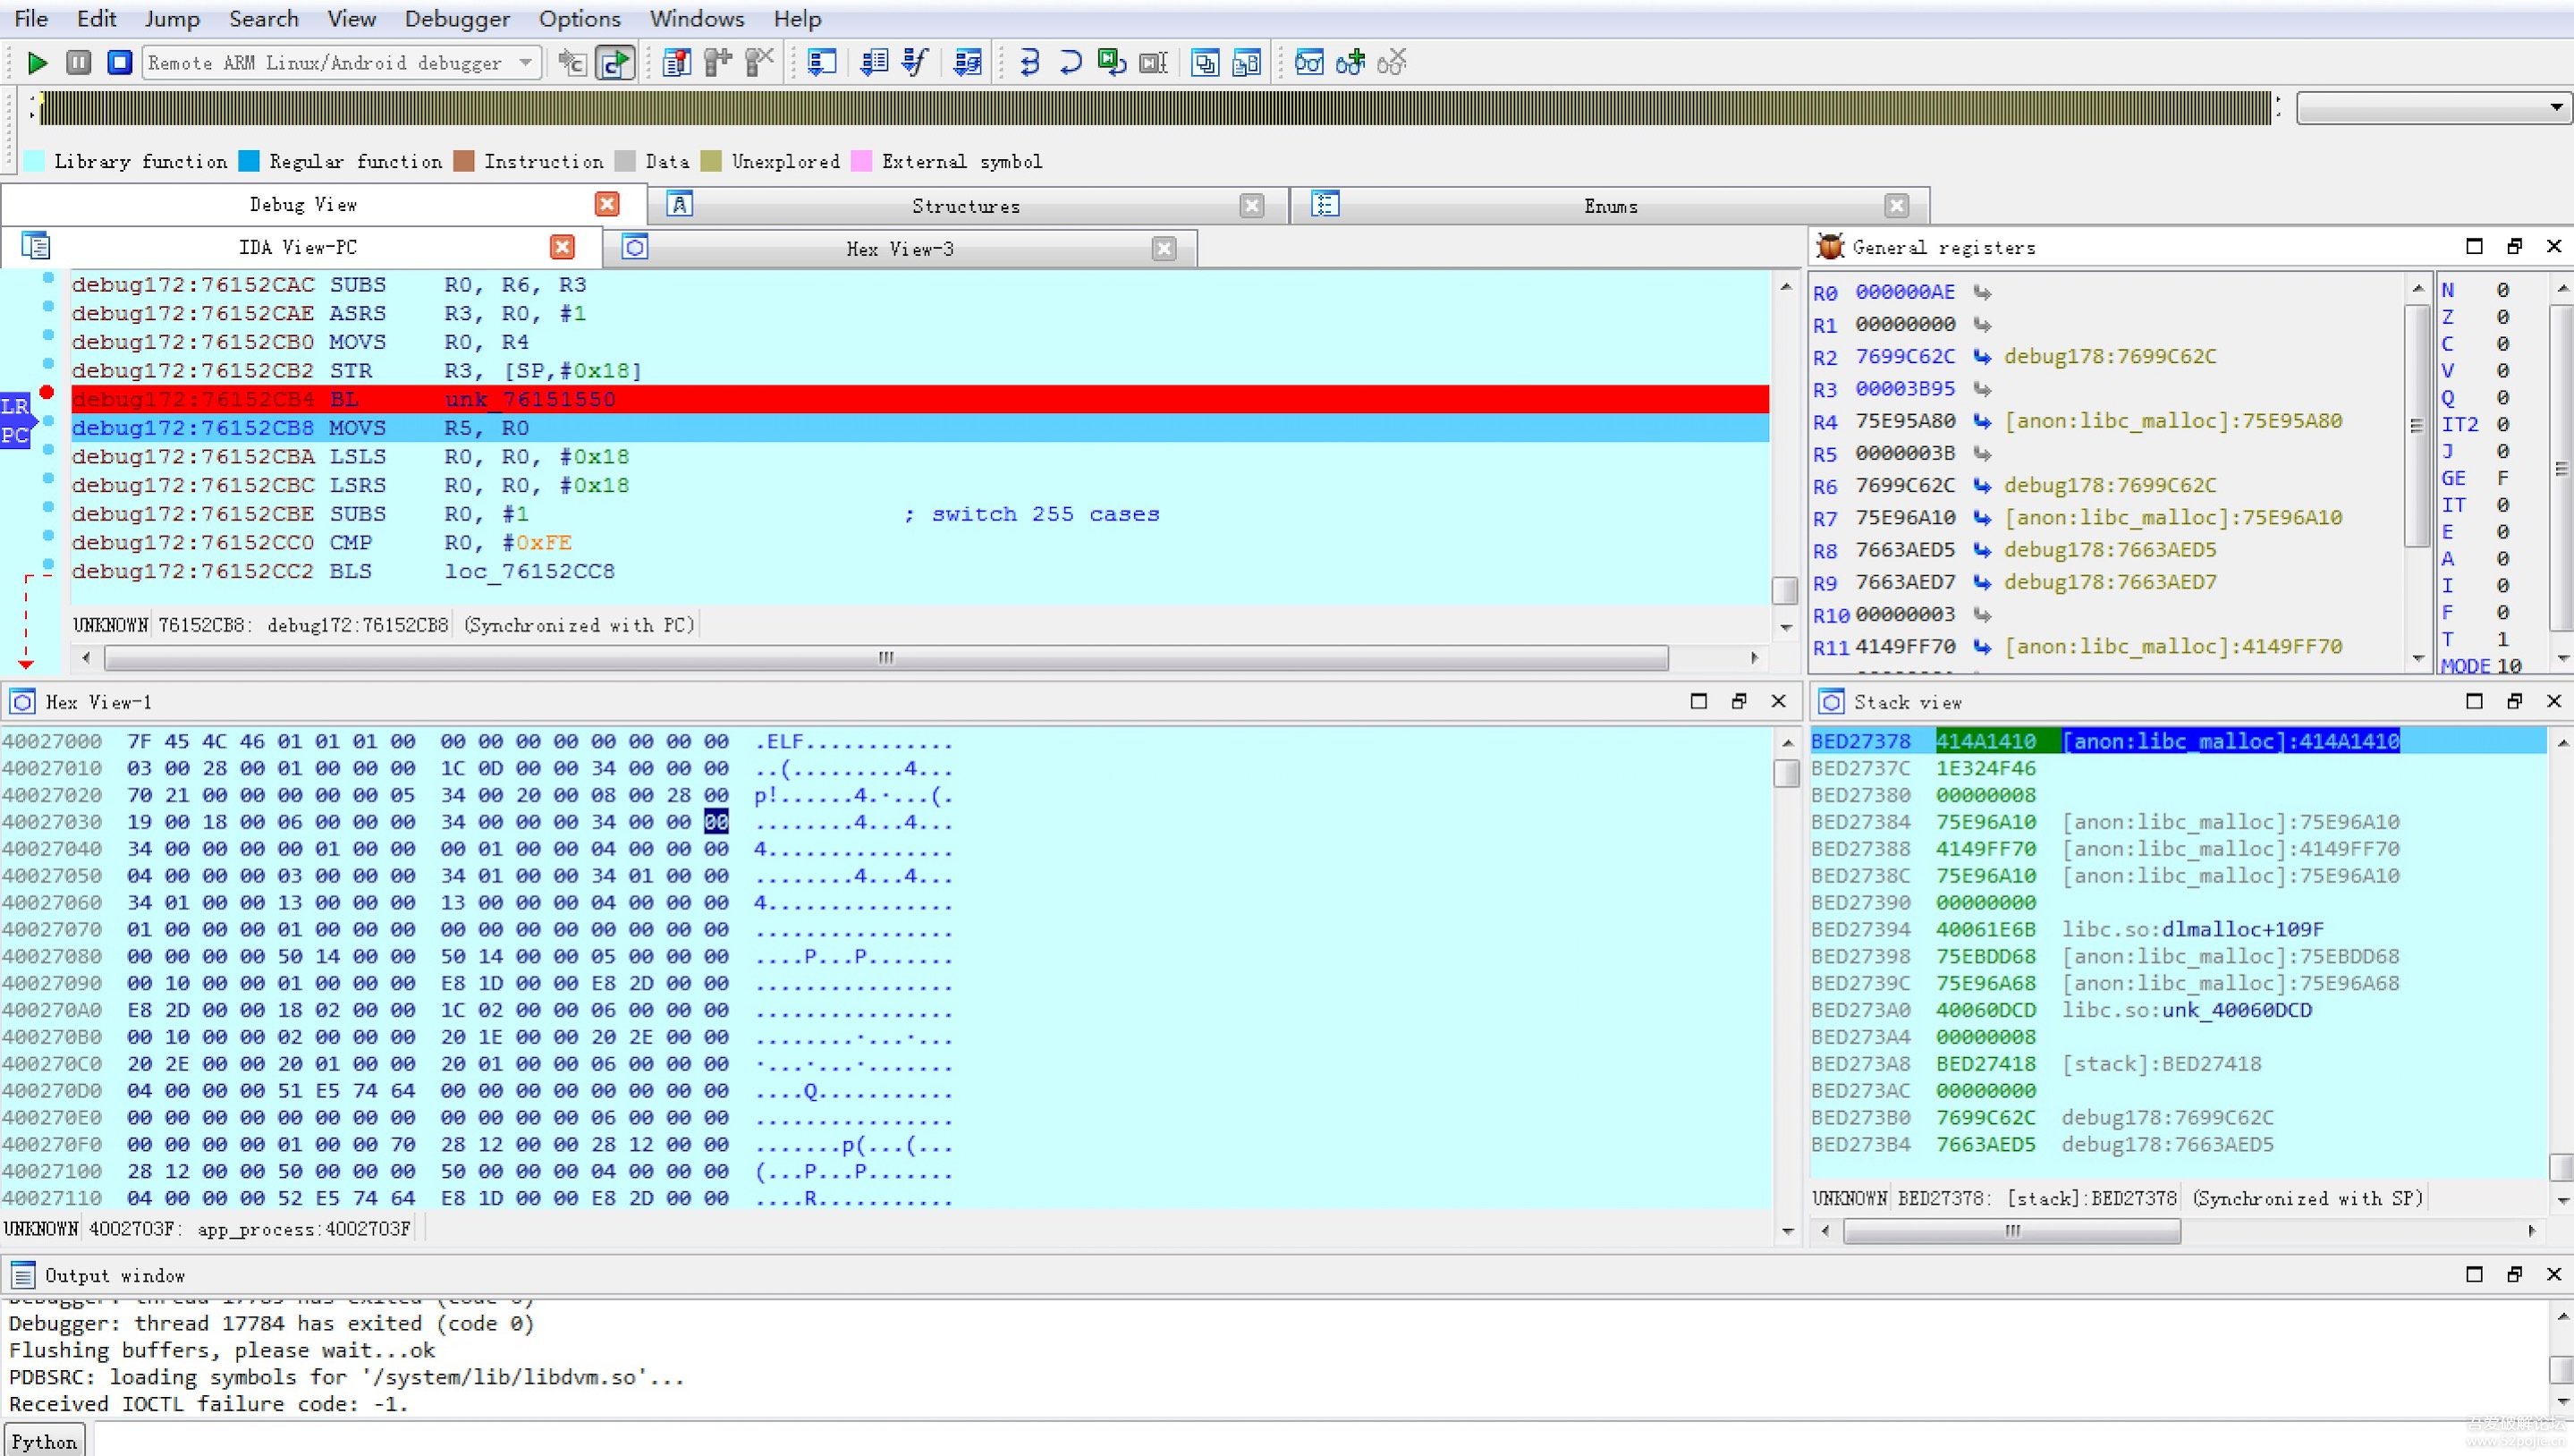 File Edit Jump Search View Debugger Options Windows Help
Remote ARM Linux/Android debugger
Library function Regular function Instruction Data Unexplored External symbol
Debug View Structures Enums
IDA View-PC Hex View-3
debug172:76152CAC SUBS R0, R6, R3
debug172:76152CAE ASRS R3, R0, #1
debug172:76152CB0 MOVS R0, R4
debug172:76152CB2 STR R3, [SP,#0x18]
debug172:76152CB4 BL unk_76151550
LR
debug172:76152CB8 MOVS R5, R0
PC
debug172:76152CBA LSLS R0, R0, #0x18
debug172:76152CBC LSRS R0, R0, #0x18
debug172:76152CBE SUBS R0, #1 ; switch 255 cases
debug172:76152CC0 CMP R0, #0xFE
debug172:76152CC2 BLS loc_76152CC8
UNKNOWN 76152CB8: debug172:76152CB8 (Synchronized with PC)
General registers
R0 000000AE
R1 00000000
R2 7699C62C debug178:7699C62C
R3 00003B95
R4 75E95A80 [anon:libc_malloc]:75E95A80
R5 0000003B
R6 7699C62C debug178:7699C62C
R7 75E96A10 [anon:libc_malloc]:75E96A10
R8 7663AED5 debug178:7663AED5
R9 7663AED7 debug178:7663AED7
R10 00000003
R11 4149FF70 [anon:libc_malloc]:4149FF70
N 0
Z 0
C 0
V 0
Q 0
IT2 0
J 0
GE F
IT 0
E 0
A 0
I 0
F 0
T 1
MODE 10
Hex View-1
40027000 7F 45 4C 46 01 01 01 00 00 00 00 00 00 00 00 00 .ELF............
40027010 03 00 28 00 01 00 00 00 1C 0D 00 00 34 00 00 00 ..(.........4...
40027020 70 21 00 00 00 00 00 05 34 00 20 00 08 00 28 00 p!......4.·...(.
40027030 19 00 18 00 06 00 00 00 34 00 00 00 34 00 00 00 ........4...4...
40027040 34 00 00 00 00 01 00 00 00 01 00 00 04 00 00 00 4...............
40027050 04 00 00 00 03 00 00 00 34 01 00 00 34 01 00 00 ........4...4...
40027060 34 01 00 00 13 00 00 00 13 00 00 00 04 00 00 00 4...............
40027070 01 00 00 00 01 00 00 00 00 00 00 00 00 00 00 00 ................
40027080 00 00 00 00 50 14 00 00 50 14 00 00 05 00 00 00 ....P...P.......
40027090 00 10 00 00 01 00 00 00 E8 1D 00 00 E8 2D 00 00 ................
400270A0 E8 2D 00 00 18 02 00 00 1C 02 00 00 06 00 00 00 ................
400270B0 00 10 00 00 02 00 00 00 20 1E 00 00 20 2E 00 00 ........·...·...
400270C0 20 2E 00 00 20 01 00 00 20 01 00 00 06 00 00 00 ·...·...·.......
400270D0 04 00 00 00 51 E5 74 64 00 00 00 00 00 00 00 00 ....Q...........
400270E0 00 00 00 00 00 00 00 00 00 00 00 00 06 00 00 00 ................
400270F0 00 00 00 00 01 00 00 70 28 12 00 00 28 12 00 00 .......p(...(...
40027100 28 12 00 00 50 00 00 00 50 00 00 00 04 00 00 00 (...P...P.......
40027110 04 00 00 00 52 E5 74 64 E8 1D 00 00 E8 2D 00 00 ....R...........
UNKNOWN 4002703F: app_process:4002703F
Stack view
BED27378 414A1410 [anon:libc_malloc]:414A1410
BED2737C 1E324F46
BED27380 00000008
BED27384 75E96A10 [anon:libc_malloc]:75E96A10
BED27388 4149FF70 [anon:libc_malloc]:4149FF70
BED2738C 75E96A10 [anon:libc_malloc]:75E96A10
BED27390 00000000
BED27394 40061E6B libc.so:dlmalloc+109F
BED27398 75EBDD68 [anon:libc_malloc]:75EBDD68
BED2739C 75E96A68 [anon:libc_malloc]:75E96A68
BED273A0 40060DCD libc.so:unk_40060DCD
BED273A4 00000008
BED273A8 BED27418 [stack]:BED27418
BED273AC 00000000
BED273B0 7699C62C debug178:7699C62C
BED273B4 7663AED5 debug178:7663AED5
UNKNOWN BED27378: [stack]:BED27378 (Synchronized with SP)
Output window
Debugger: thread 17784 has exited (code 0)
Flushing buffers, please wait...ok
PDBSRC: loading symbols for '/system/lib/libdvm.so'...
Received IOCTL failure code: -1.
Python
吾爱破解论坛
www.52pojie.cn